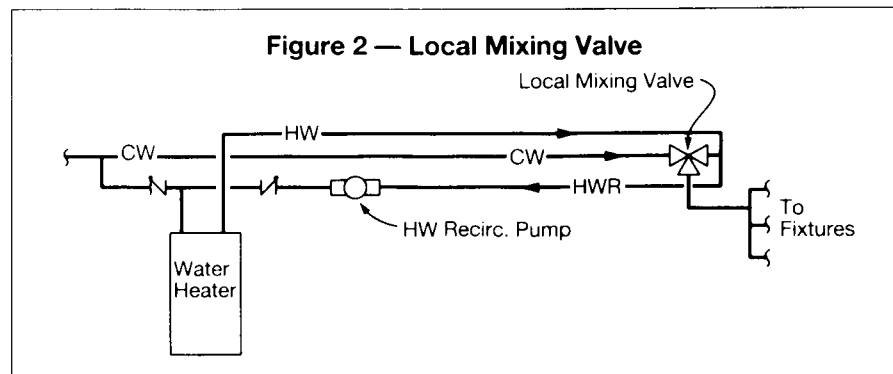 Figure 2 — Local Mixing Valve
Local Mixing Valve
HW
CW
CW
HWR
HW Recirc. Pump
To
Fixtures
Water
Heater